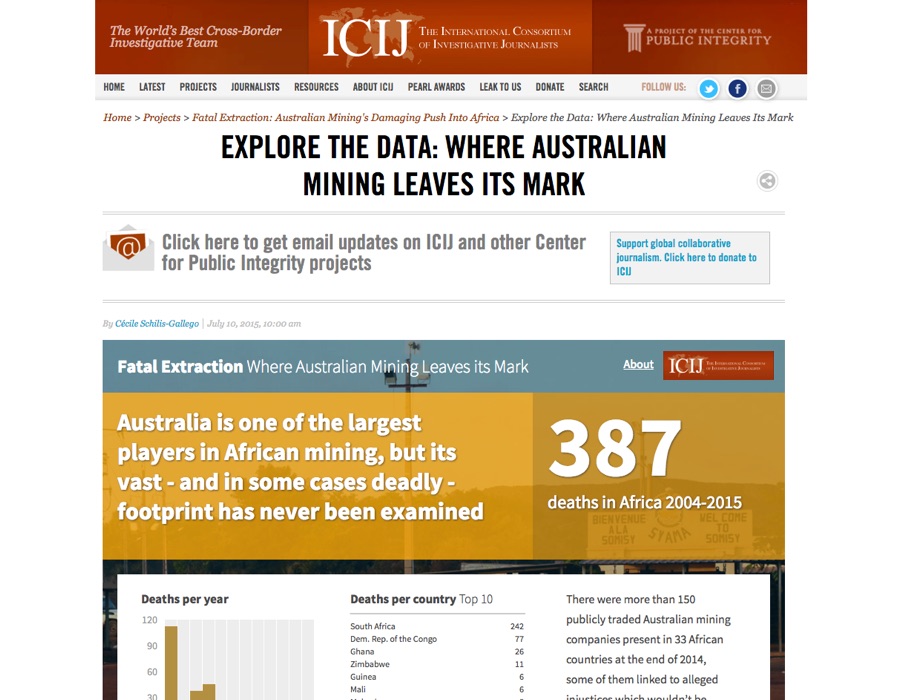 The World's Best Cross-Border
Investigative Team
ICIJ
The International Consortium
of Investigative Journalists
A PROJECT OF THE CENTER FOR
PUBLIC INTEGRITY
HOME LATEST PROJECTS JOURNALISTS RESOURCES ABOUT ICIJ PEARL AWARDS LEAK TO US DONATE SEARCH FOLLOW US:
Home > Projects > Fatal Extraction: Australian Mining's Damaging Push Into Africa > Explore the Data: Where Australian Mining Leaves Its Mark
EXPLORE THE DATA: WHERE AUSTRALIAN
MINING LEAVES ITS MARK
Click here to get email updates on ICIJ and other Center
for Public Integrity projects
Support global collaborative
journalism. Click here to donate to
ICIJ
By Cécile Schilis-Gallego | July 10, 2015, 10:00 am
Fatal Extraction Where Australian Mining Leaves its Mark
About
ICIJ The International Consortium
of Investigative Journalists
Australia is one of the largest
players in African mining, but its
vast - and in some cases deadly -
footprint has never been examined
387
deaths in Africa 2004-2015
BIENVENUE
A LA
SOMISY
STAMA
WELCOME
TO
SOMISY
Deaths per year
120
90
60
30
Deaths per country Top 10
South Africa 242
Dem. Rep. of the Congo 77
Ghana 26
Zimbabwe 11
Guinea 6
Mali 6
There were more than 150
publicly traded Australian mining
companies present in 33 African
countries at the end of 2014,
some of them linked to alleged
injustices which wouldn't be